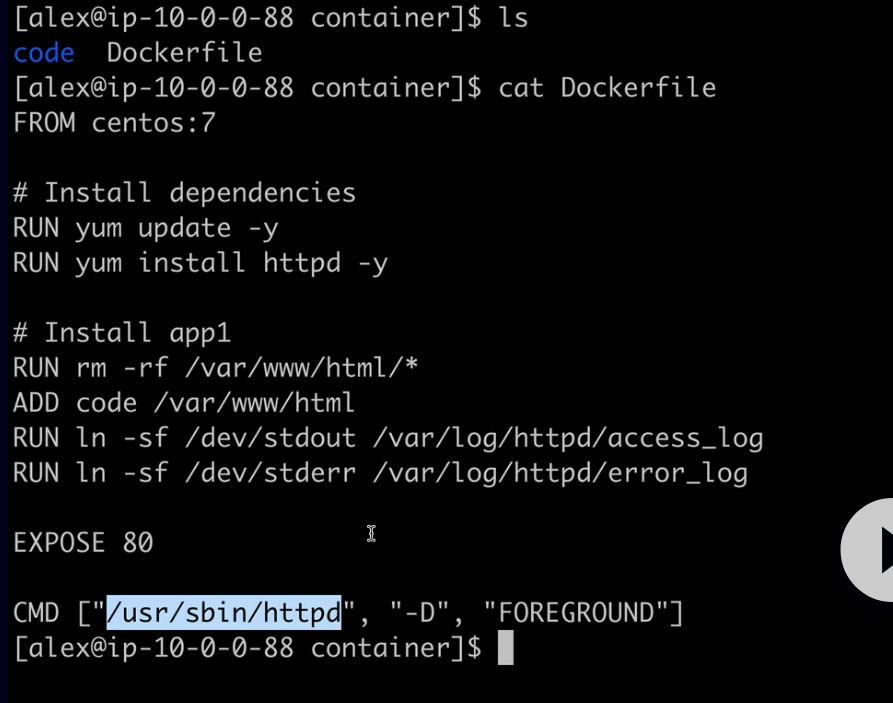 [alex@ip-10-0-0-88 container]$ ls
code  Dockerfile
[alex@ip-10-0-0-88 container]$ cat Dockerfile
FROM centos:7

# Install dependencies
RUN yum update -y
RUN yum install httpd -y

# Install app1
RUN rm -rf /var/www/html/*
ADD code /var/www/html
RUN ln -sf /dev/stdout /var/log/httpd/access_log
RUN ln -sf /dev/stderr /var/log/httpd/error_log

EXPOSE 80

CMD ["/usr/sbin/httpd", "-D", "FOREGROUND"]
[alex@ip-10-0-0-88 container]$